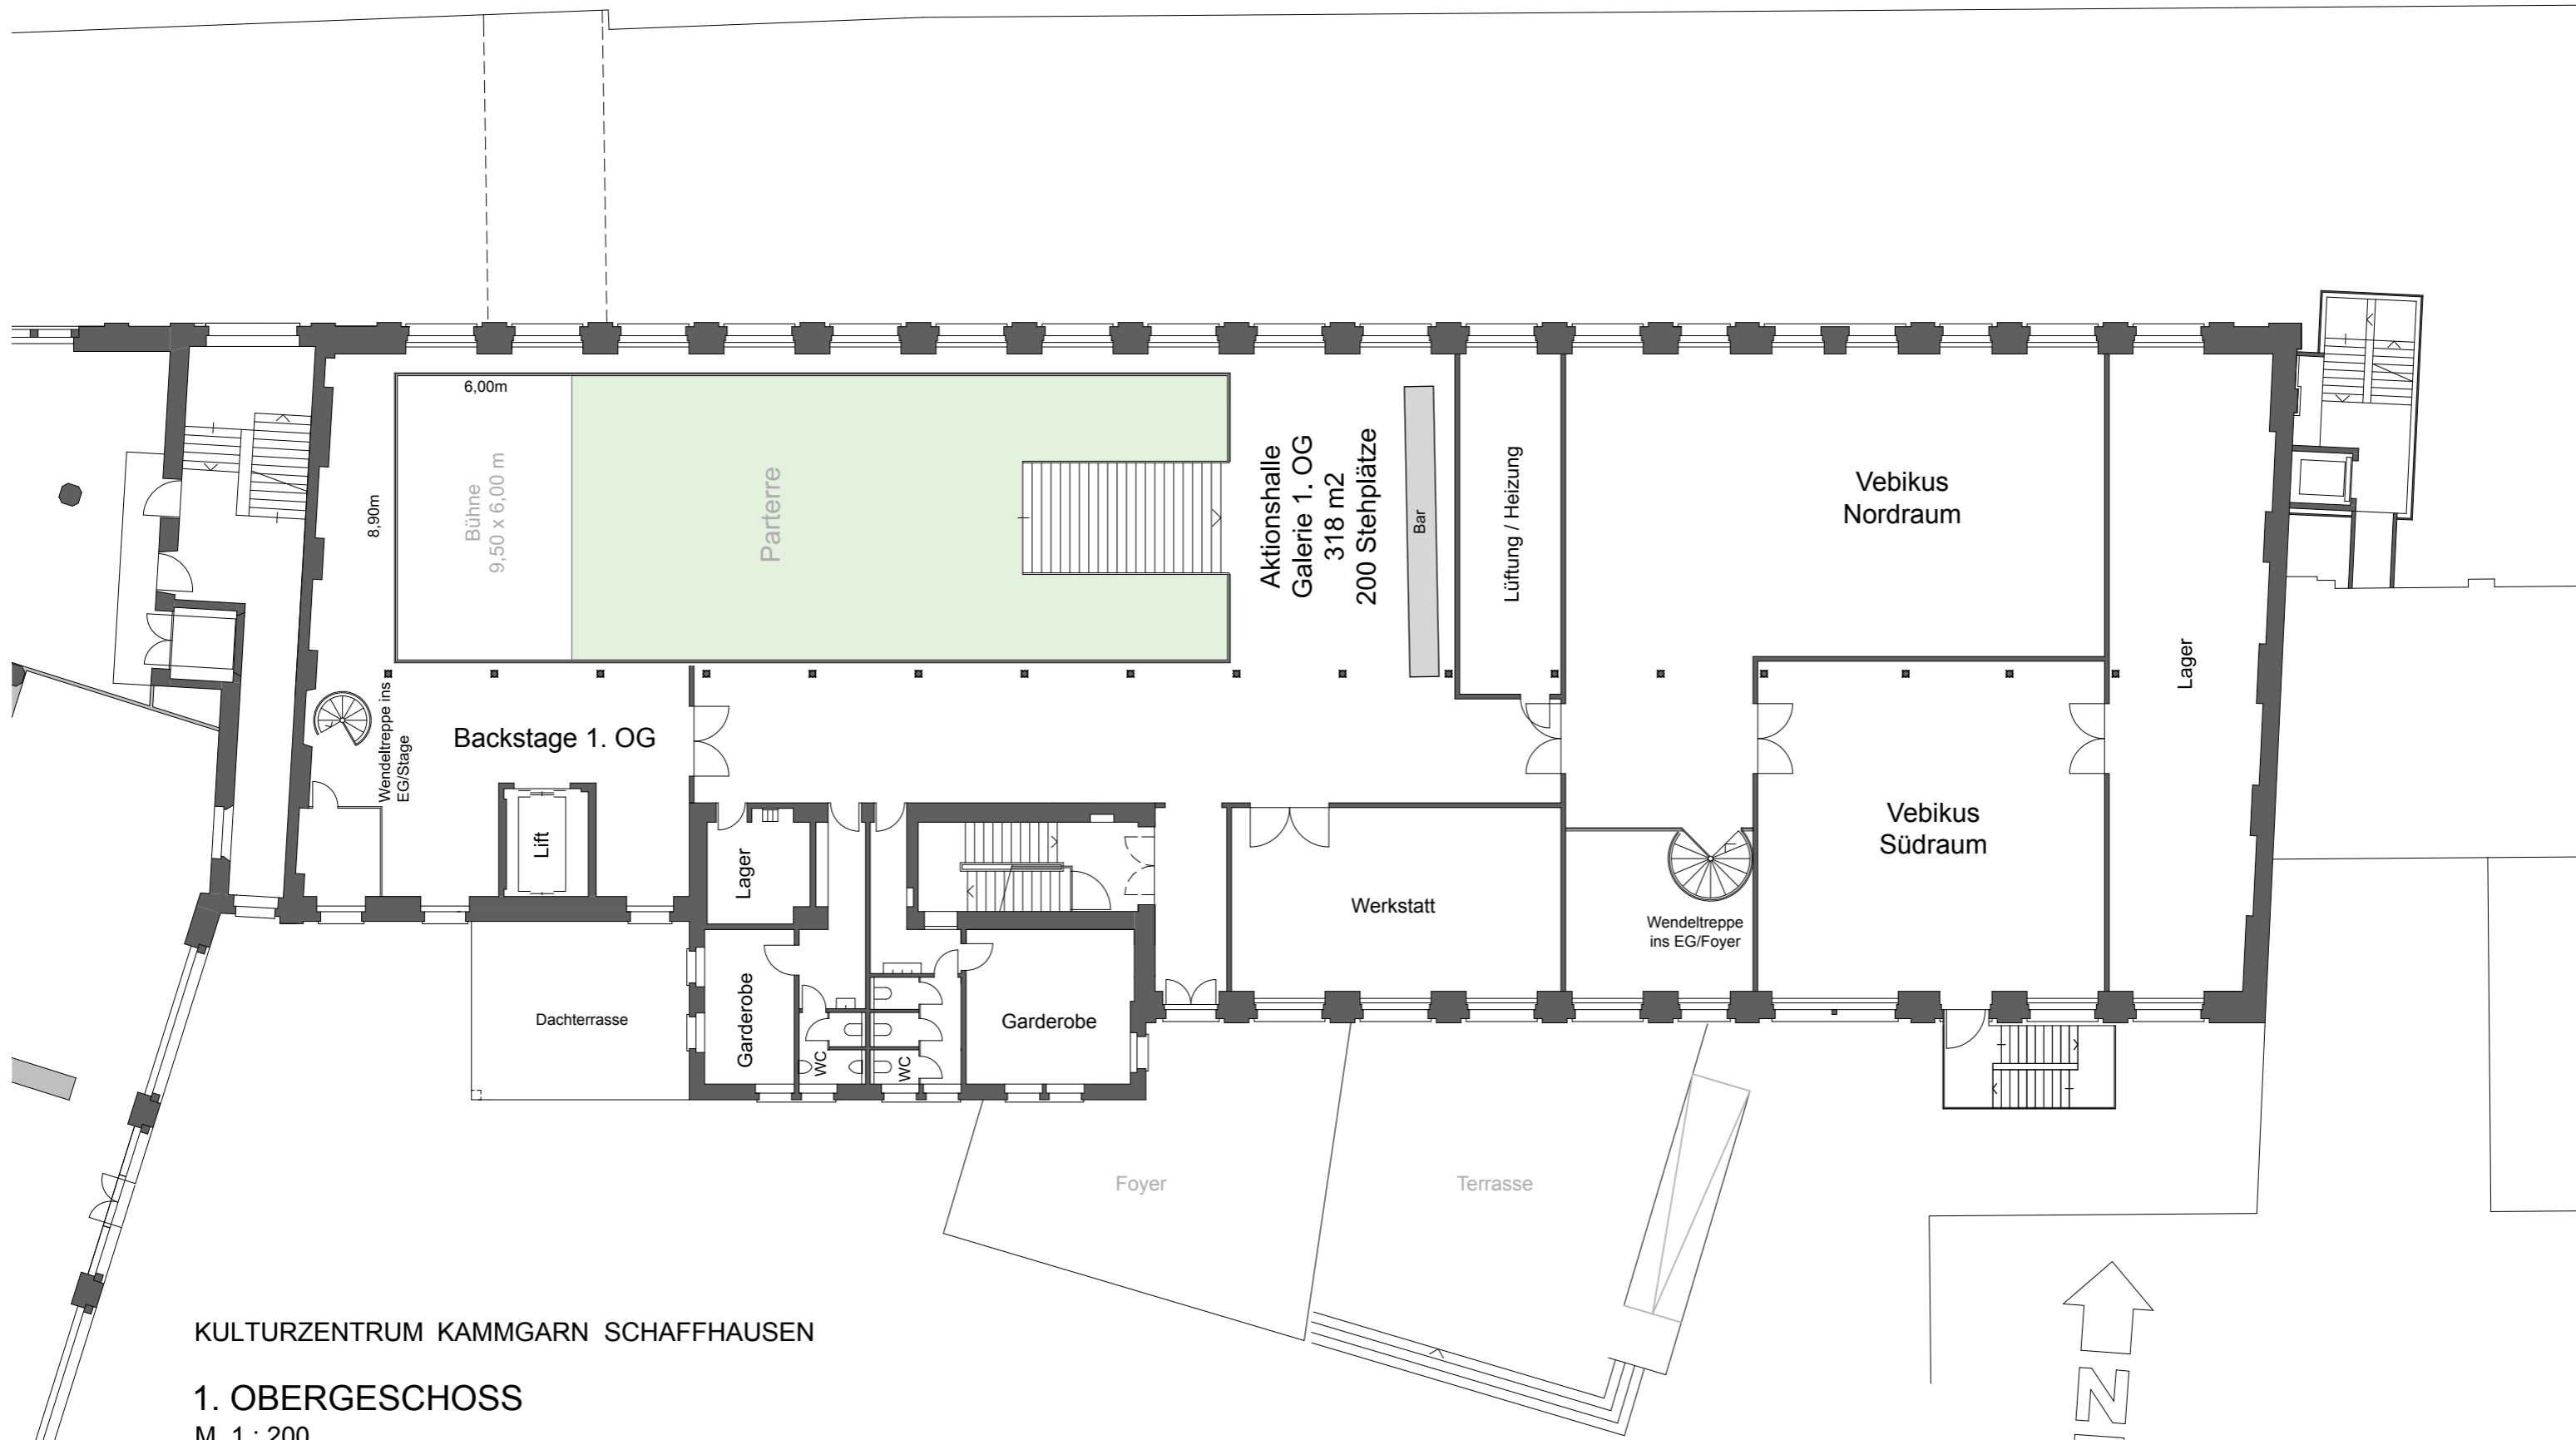 6,00m
8,90m
Bühne
9,50 x 6,00 m
Parterre
Aktionshalle
Galerie 1. OG
318 m2
200 Stehplätze
Bar
Lüftung / Heizung
Vebikus
Nordraum
Lager
Wendeltreppe ins
EG/Stage
Backstage 1. OG
Lift
Lager
Vebikus
Südraum
Werkstatt
Wendeltreppe
ins EG/Foyer
Dachterrasse
Garderobe
WC
WC
Garderobe
Foyer
Terrasse
KULTURZENTRUM KAMMGARN SCHAFFHAUSEN
1. OBERGESCHOSS
M 1 : 200
N